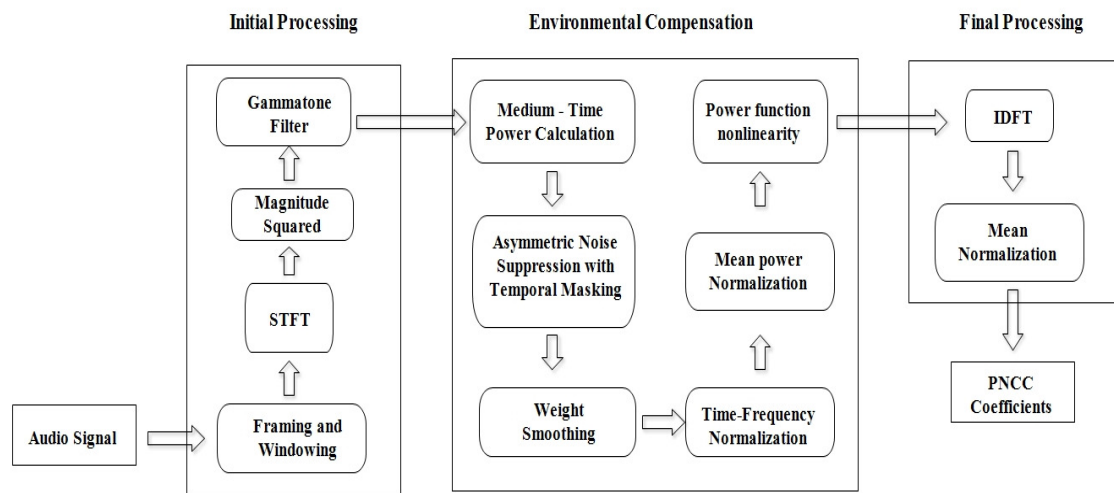 Initial Processing
Environmental Compensation
Final Processing
Audio Signal
Framing and
Windowing
STFT
Magnitude
Squared
Gammatone
Filter
Medium - Time
Power Calculation
Asymmetric Noise
Suppression with
Temporal Masking
Weight
Smoothing
Time-Frequency
Normalization
Mean power
Normalization
Power function
nonlinearity
IDFT
Mean
Normalization
PNCC
Coefficients